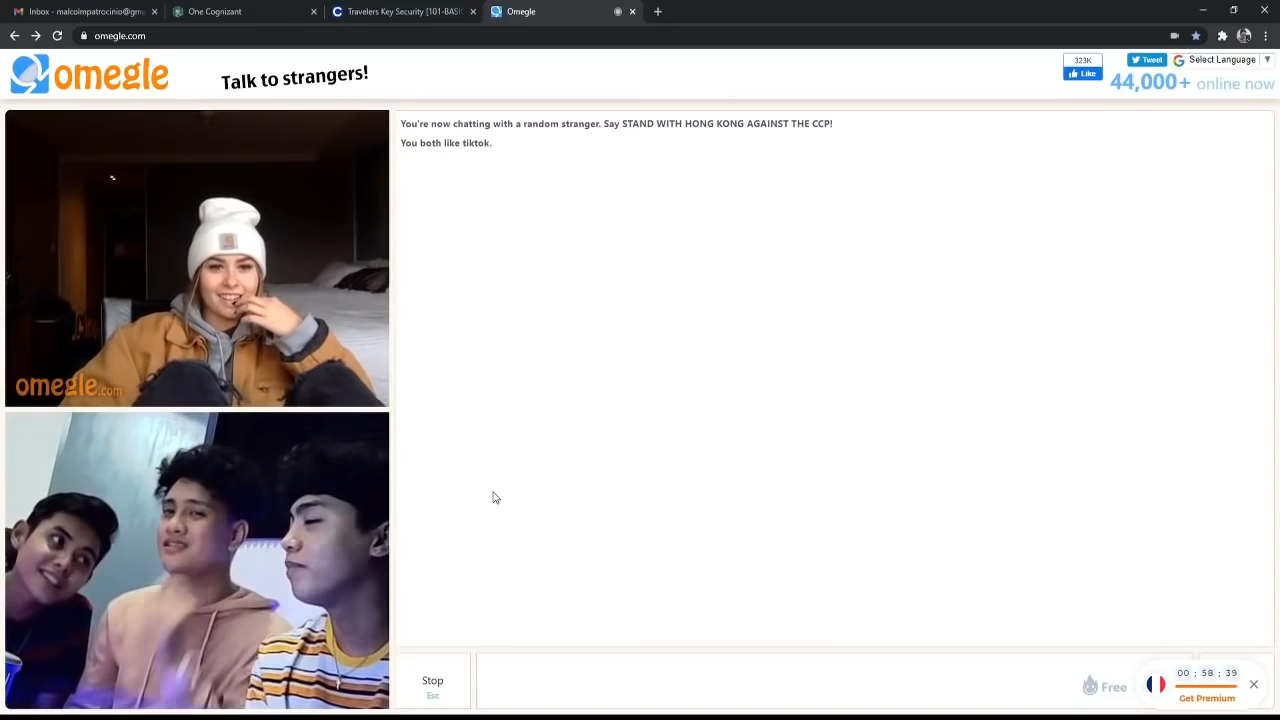 Inbox - malcolmpatrocinio@gm
One Cognizant
Travelers Key Security [101-BASI
Omegle
omegle.com
omegle
Talk to strangers!
323K
Like
Tweet
Select Language
44,000+ online now
You're now chatting with a random stranger. Say STAND WITH HONG KONG AGAINST THE CCP!
You both like tiktok.
omegle.com
Stop
Esc
Free
00 : 58 : 39
Get Premium